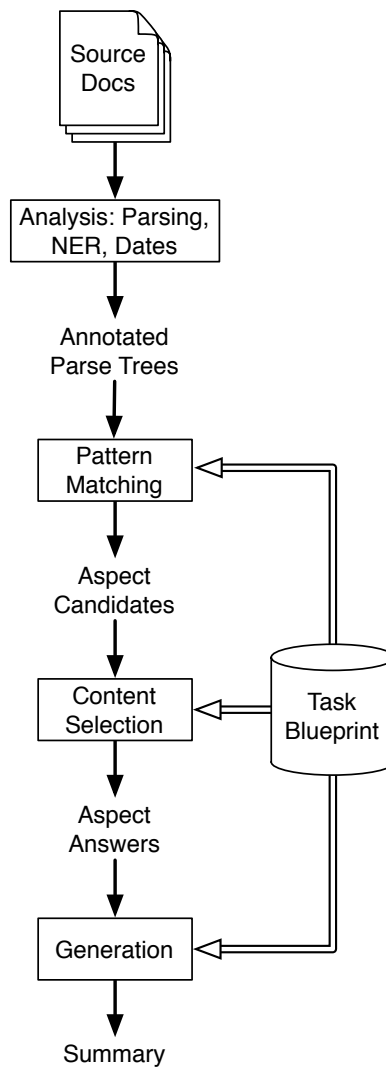 Source
Docs
Analysis: Parsing,
NER, Dates
Annotated
Parse Trees
Pattern
Matching
Aspect
Candidates
Content
Selection
Task
Blueprint
Aspect
Answers
Generation
Summary